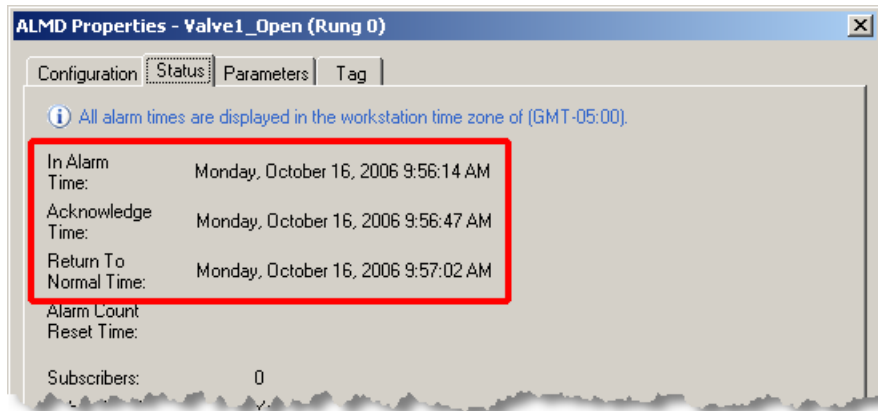 ALMD Properties - Valve1_Open (Rung 0)
Configuration Status Parameters Tag
All alarm times are displayed in the workstation time zone of (GMT-05:00).
In Alarm
Time: Monday, October 16, 2006 9:56:14 AM
Acknowledge
Time: Monday, October 16, 2006 9:56:47 AM
Return To
Normal Time: Monday, October 16, 2006 9:57:02 AM
Alarm Count
Reset Time:
Subscribers: 0